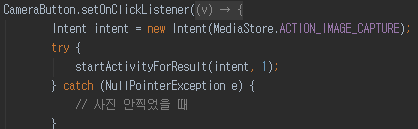 CameraButton.setOnClickListener((v) → {
Intent intent = new Intent(MediaStore.ACTION_IMAGE_CAPTURE);
try {
startActivityForResult(intent, 1);
} catch (NullPointerException e) {
// 사진 안찍었을 때
}